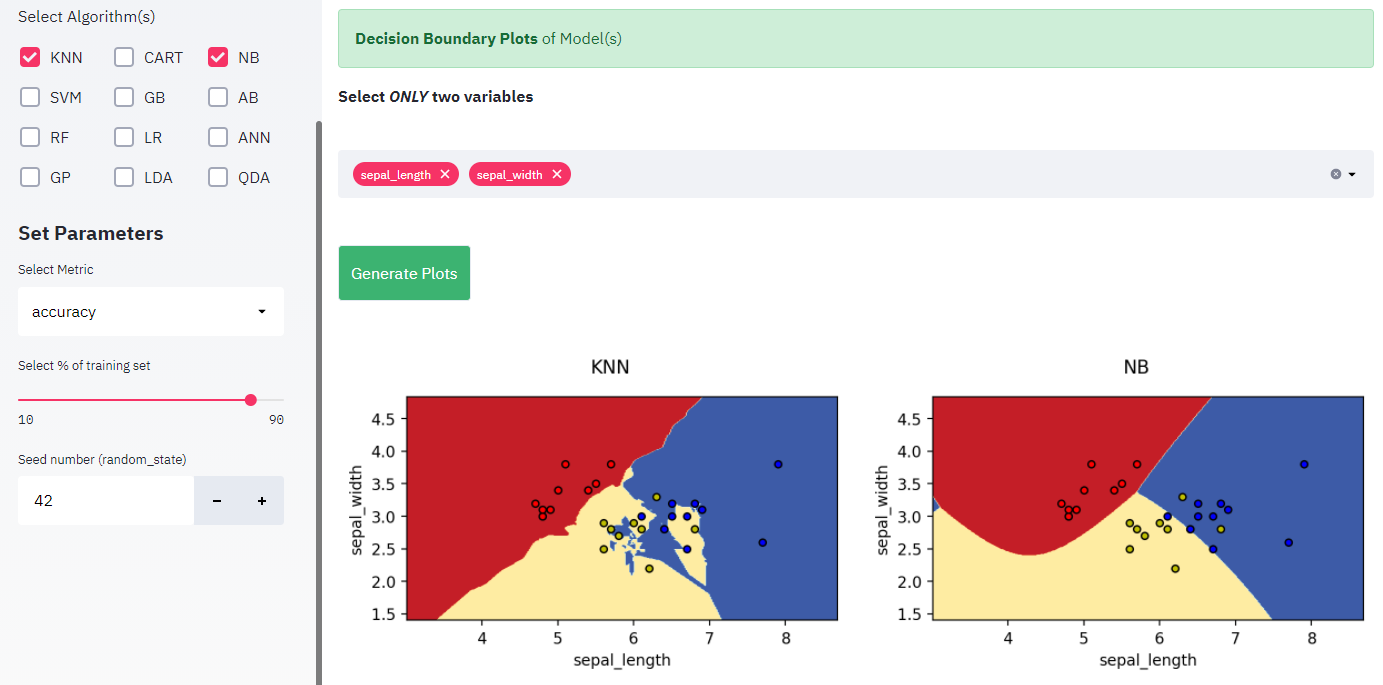 Select Algorithm(s)
KNN CART NB
SVM GB AB
RF LR ANN
GP LDA QDA
Set Parameters
Select Metric
accuracy
Select % of training set
10 90
Seed number (random_state)
42 - +
Decision Boundary Plots of Model(s)
Select ONLY two variables
sepal_length sepal_width
Generate Plots
KNN
4.5
4.0
3.5
3.0
2.5
2.0
1.5
sepal_width
4 5 6 7 8
sepal_length
NB
4.5
4.0
3.5
3.0
2.5
2.0
1.5
sepal_width
4 5 6 7 8
sepal_length